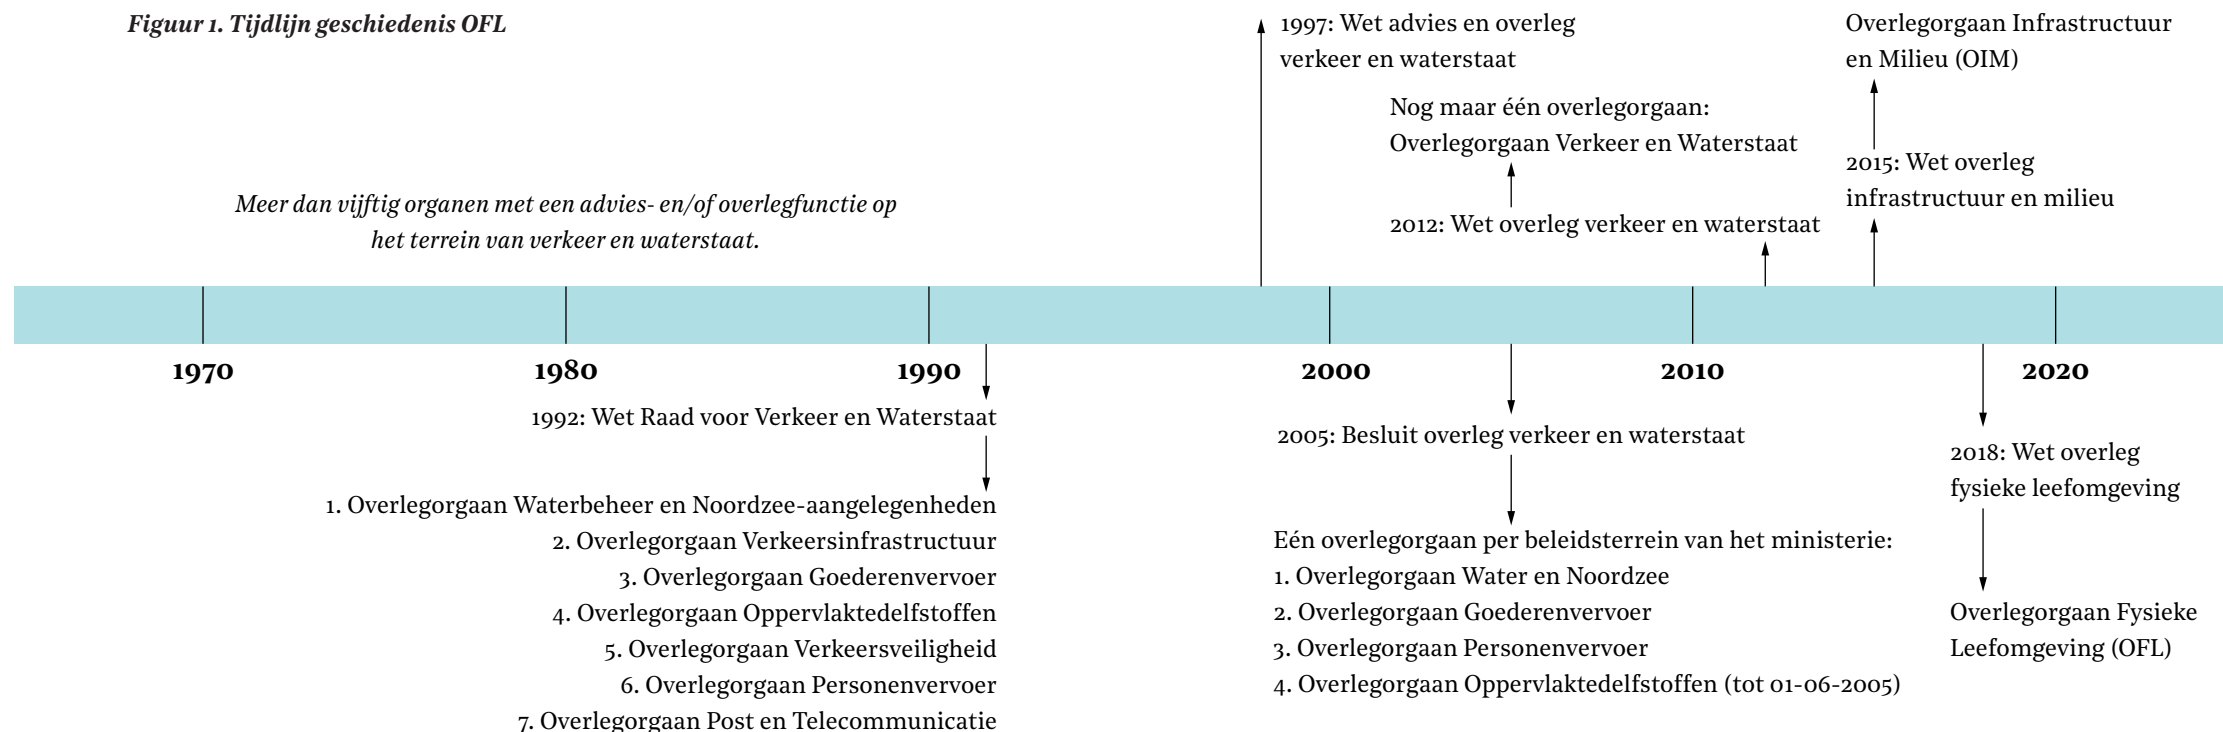 Figuur 1. Tijdlijn geschiedenis OFL
Meer dan vijftig organen met een advies- en/of overlegfunctie op
het terrein van verkeer en waterstaat.
1997: Wet advies en overleg
verkeer en waterstaat
Nog maar één overlegorgaan:
Overlegorgaan Verkeer en Waterstaat
2012: Wet overleg verkeer en waterstaat
Overlegorgaan Infrastructuur
en Milieu (OIM)
2015: Wet overleg
infrastructuur en milieu
1970
1980
1990
2000
2010
2020
1992: Wet Raad voor Verkeer en Waterstaat
1. Overlegorgaan Waterbeheer en Noordzee-aangelegenheden
2. Overlegorgaan Verkeersinfrastructuur
3. Overlegorgaan Goederenvervoer
4. Overlegorgaan Oppervlaktedelfstoffen
5. Overlegorgaan Verkeersveiligheid
6. Overlegorgaan Personenvervoer
7. Overlegorgaan Post en Telecommunicatie
2005: Besluit overleg verkeer en waterstaat
Eén overlegorgaan per beleidsterrein van het ministerie:
1. Overlegorgaan Water en Noordzee
2. Overlegorgaan Goederenvervoer
3. Overlegorgaan Personenvervoer
4. Overlegorgaan Oppervlaktedelfstoffen (tot 01-06-2005)
2018: Wet overleg
fysieke leefomgeving
Overlegorgaan Fysieke
Leefomgeving (OFL)